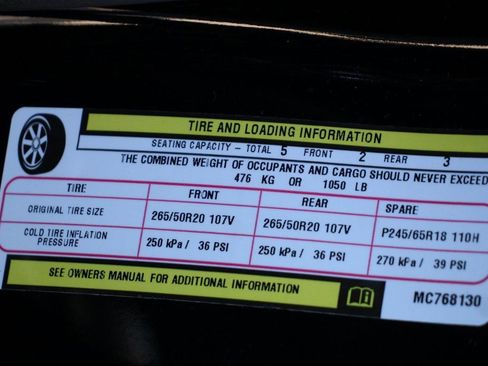 TIRE AND LOADING INFORMATION
SEATING CAPACITY – TOTAL 5 FRONT 2 REAR 3
THE COMBINED WEIGHT OF OCCUPANTS AND CARGO SHOULD NEVER EXCEED
476 KG OR 1050 LB
TIRE FRONT REAR SPARE
ORIGINAL TIRE SIZE 265/50R20 107V 265/50R20 107V P245/65R18 110H
COLD TIRE INFLATION PRESSURE 250 kPa / 36 PSI 250 kPa / 36 PSI 270 kPa / 39 PSI
SEE OWNERS MANUAL FOR ADDITIONAL INFORMATION
MC768130